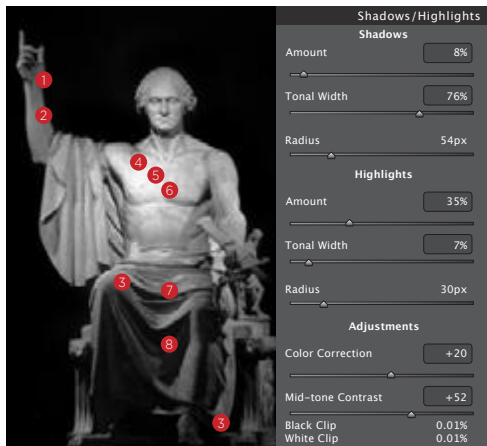 Shadows/Highlights
Shadows
Amount 8%
Tonal Width 76%
Radius 54px
Highlights
Amount 35%
Tonal Width 7%
Radius 30px
Adjustments
Color Correction +20
Mid-tone Contrast +52
Black Clip 0.01%
White Clip 0.01%
1
2
4
5
6
3
7
8
3